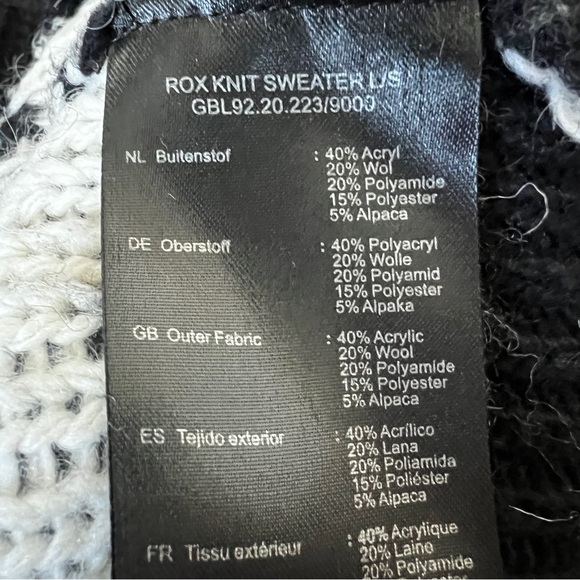 ROX KNIT SWEATER L/S
GBL92.20.223/9000
NL Buitenstof : 40% Acryl
20% Wol
20% Polyamide
15% Polyester
5% Alpaca
DE Oberstoff : 40% Polyacryl
20% Wolle
20% Polyamid
15% Polyester
5% Alpaka
GB Outer Fabric : 40% Acrylic
20% Wool
20% Polyamide
15% Polyester
5% Alpaca
ES Tejido exterior : 40% Acrílico
20% Lana
20% Poliamida
15% Poliéster
5% Alpaca
FR Tissu extérieur : 40% Acrylique
20% Laine
20% Polyamide